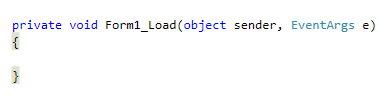 private void Form1_Load(object sender, EventArgs e)
{
}